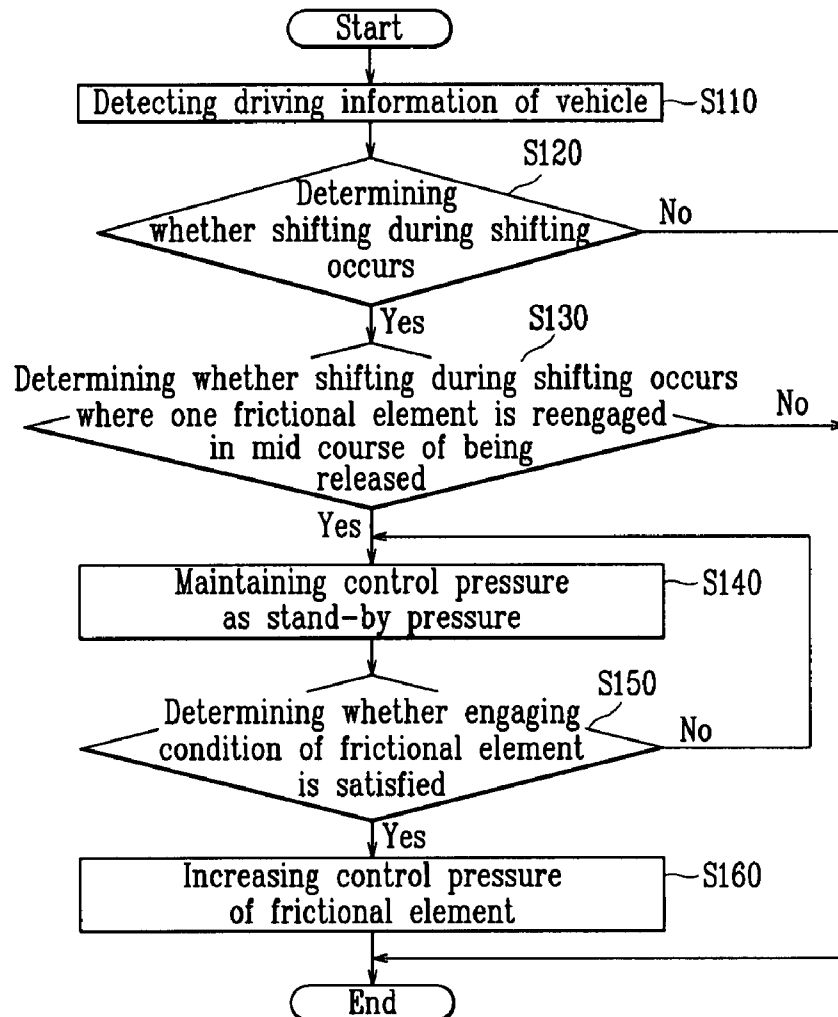 Start
Detecting driving information of vehicle
S110
S120
Determining
whether shifting during shifting
occurs
No
Yes
S130
Determining whether shifting during shifting occurs
where one frictional element is reengaged
in mid course of being
released
No
Yes
Maintaining control pressure
as stand-by pressure
S140
S150
Determining whether engaging
condition of frictional element
is satisfied
No
Yes
Increasing control pressure
of frictional element
S160
End